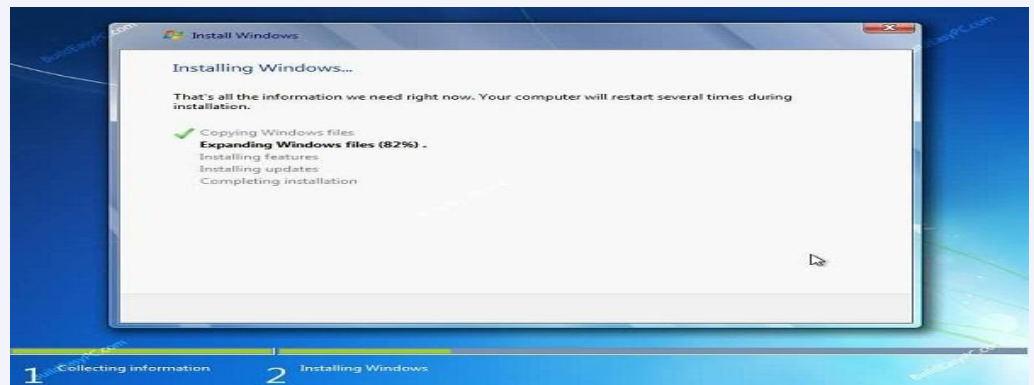 Install Windows
Installing Windows...
That's all the information we need right now. Your computer will restart several times during
installation.
Copying Windows files
Expanding Windows files (82%) .
Installing features
Installing updates
Completing installation
1 Collecting information
2 Installing Windows
BuildEasyPC.com